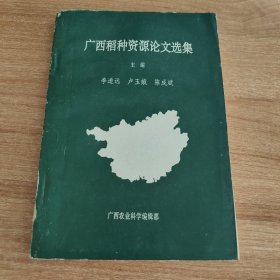 广西稻种资源论文选集
主编
李道远 卢玉娥 陈成斌
广西农业科学编辑部